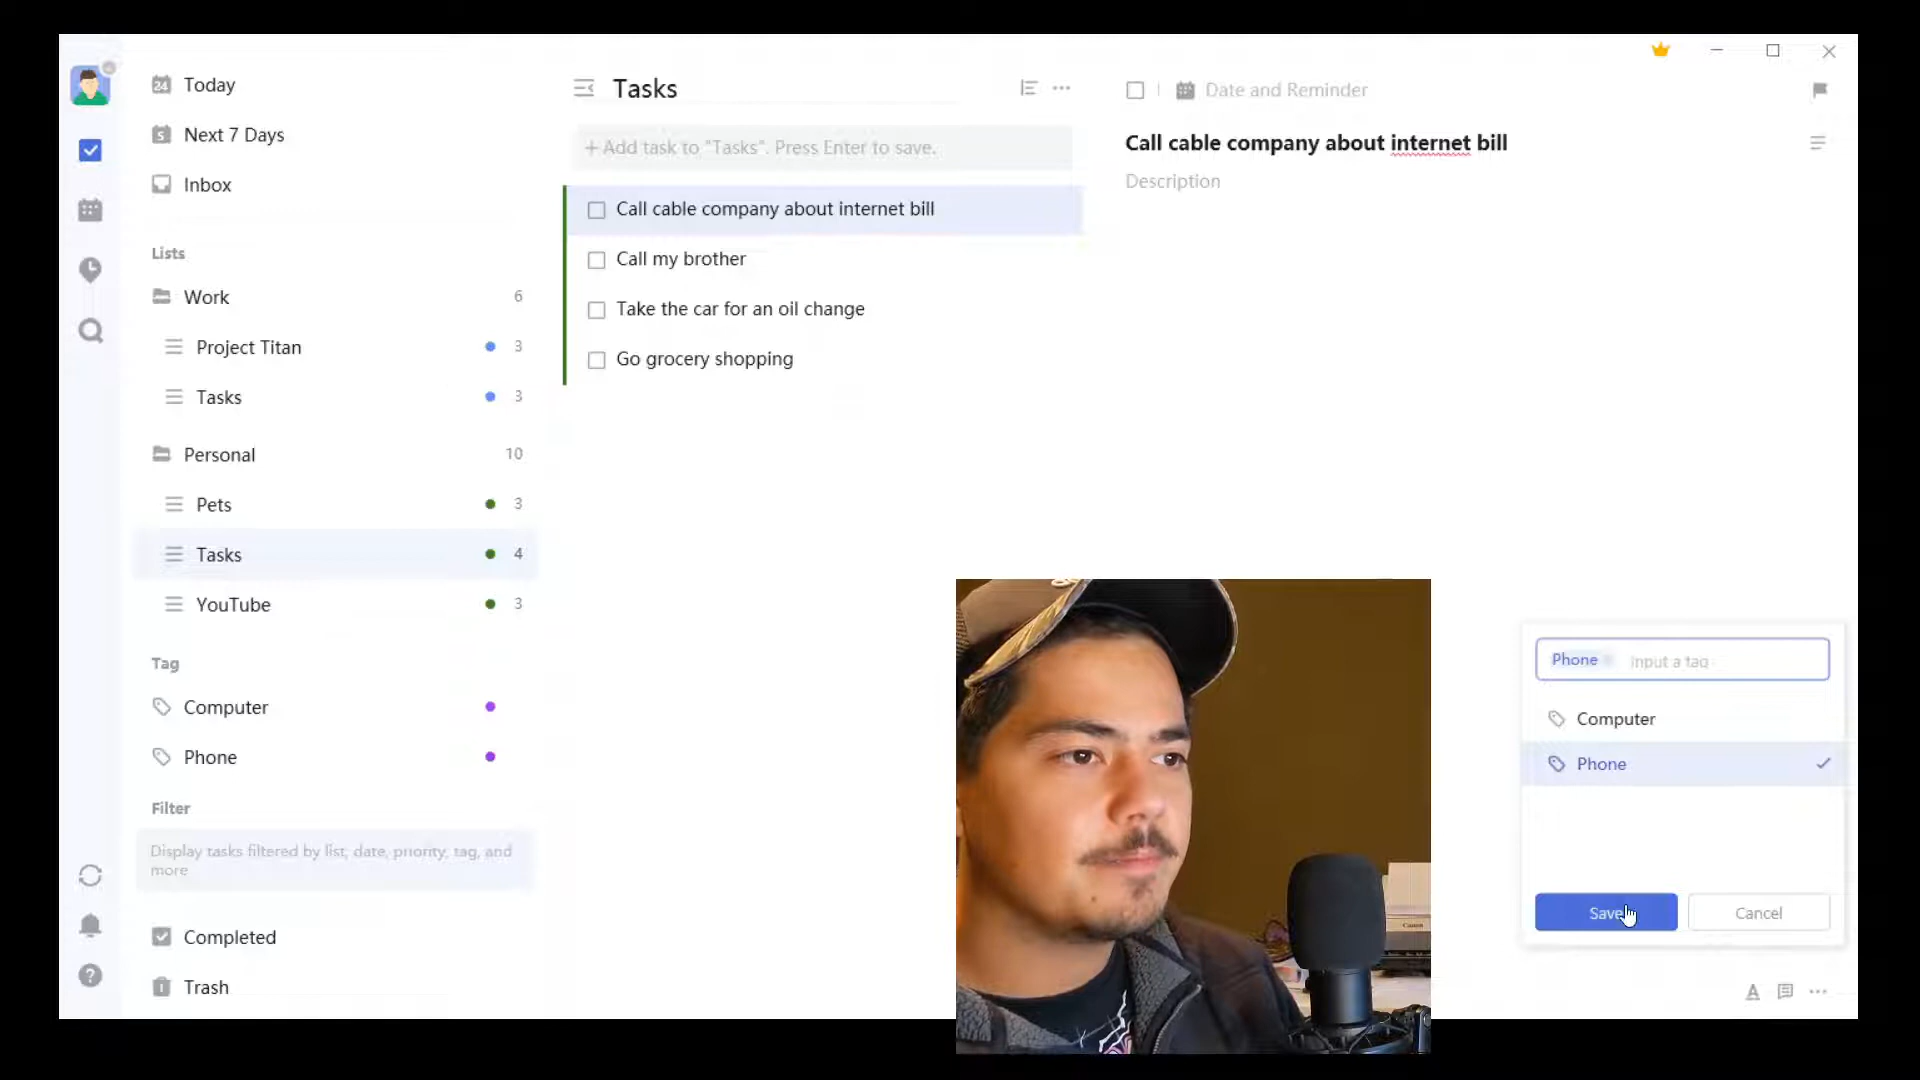 24 Today
S Next 7 Days
Inbox
Lists
Work 6
Project Titan 3
Tasks 3
Personal 10
Pets 3
Tasks 4
YouTube 3
Tag
Computer
Phone
Filter
Display tasks filtered by list, date, priority, tag, and
more
Completed
Trash
Tasks
+ Add task to "Tasks". Press Enter to save.
Call cable company about internet bill
Call my brother
Take the car for an oil change
Go grocery shopping
Date and Reminder
Call cable company about internet bill
Description
Phone Input a tag
Computer
Phone
Save Cancel
A
Canon